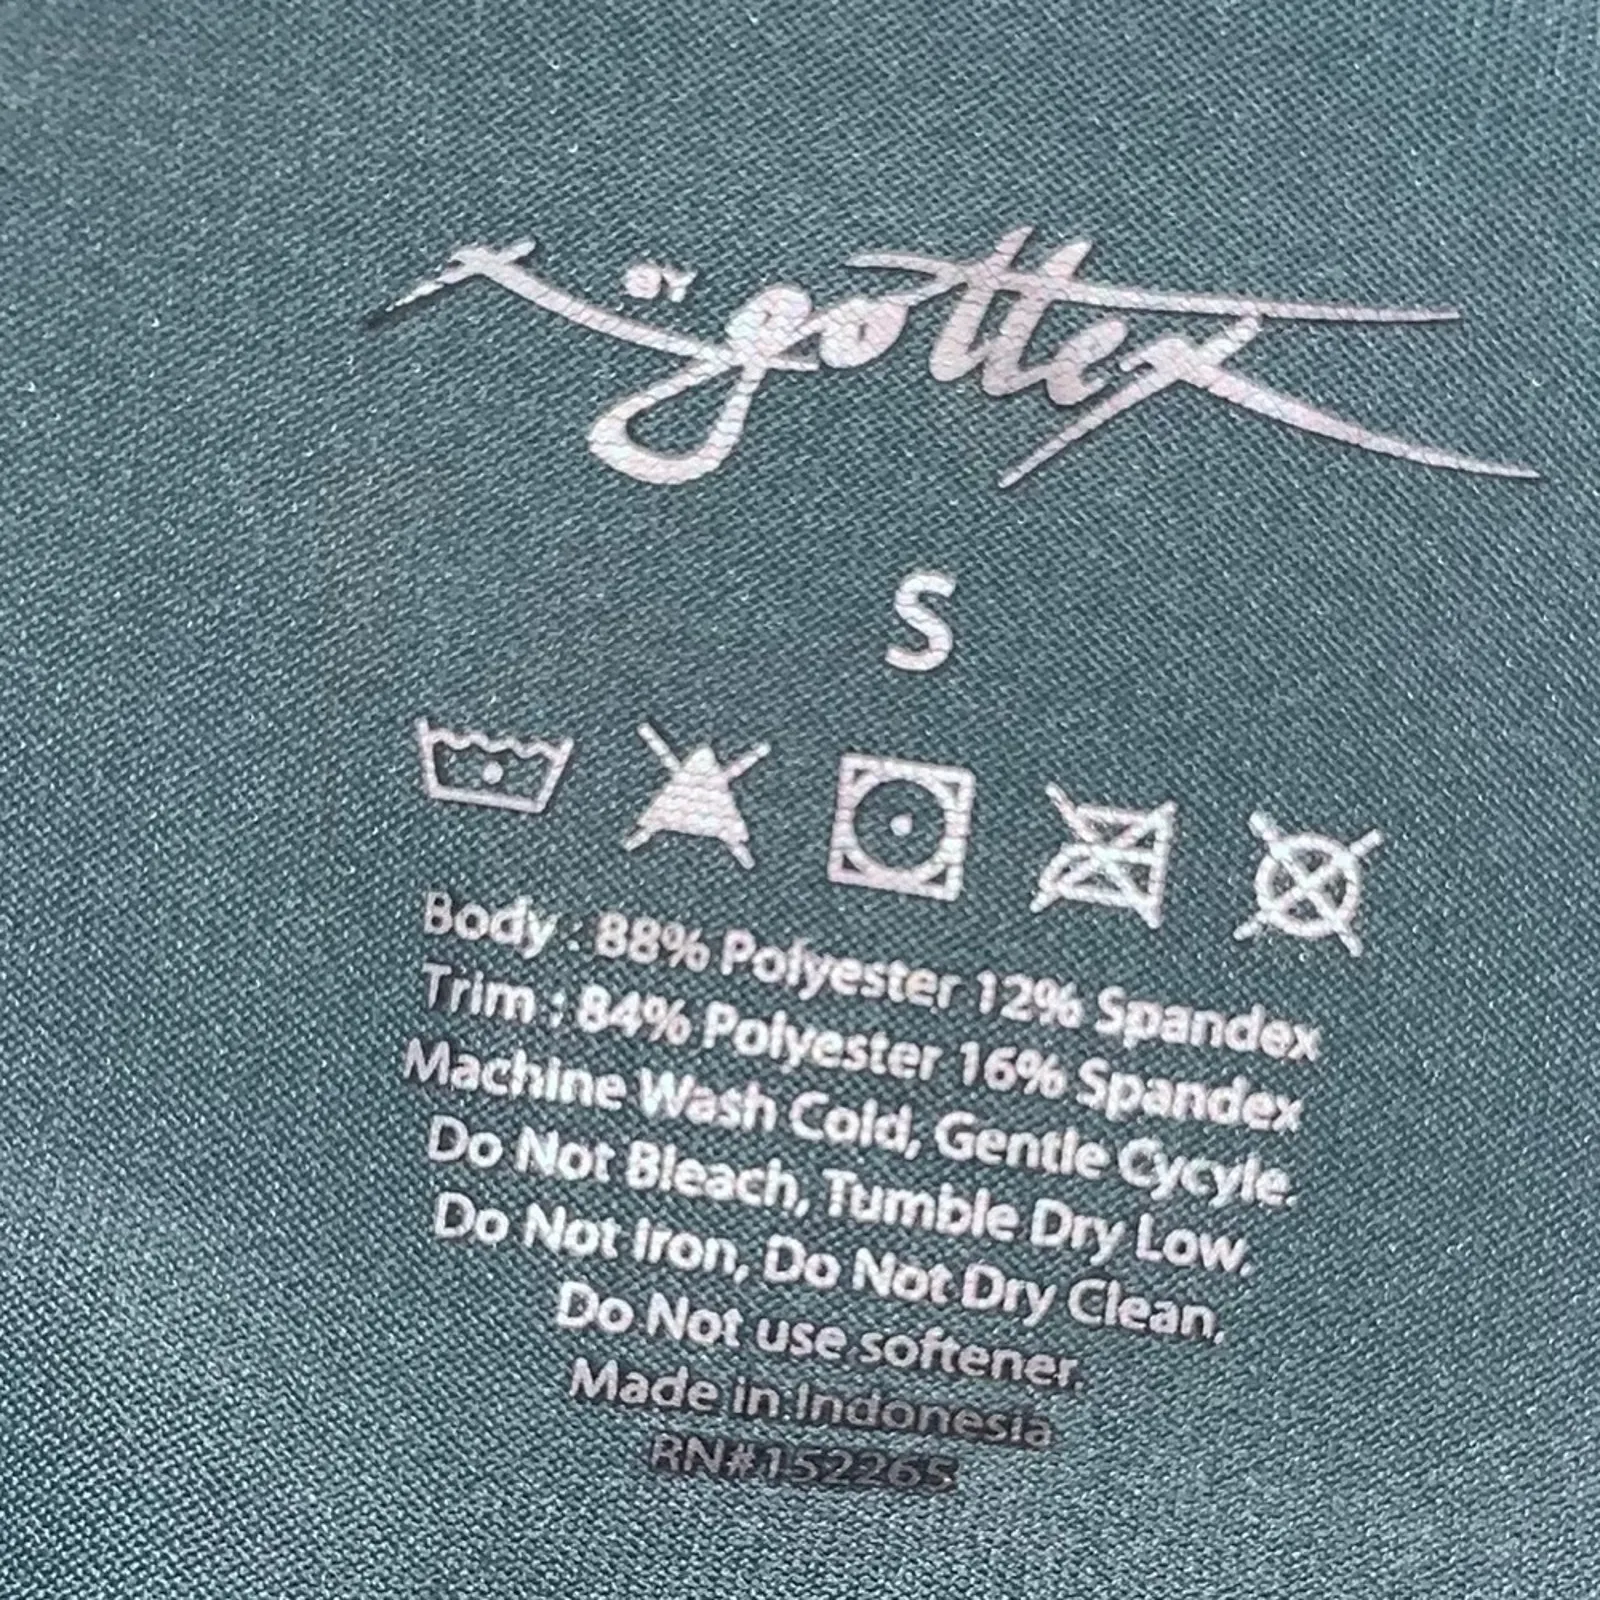 X BY gottex
S
Body : 88% Polyester 12% Spandex
Trim : 84% Polyester 16% Spandex
Machine Wash Cold, Gentle Cycyle.
Do Not Bleach, Tumble Dry Low,
Do Not Iron, Do Not Dry Clean,
Do Not use softener.
Made in Indonesia
RN#152265